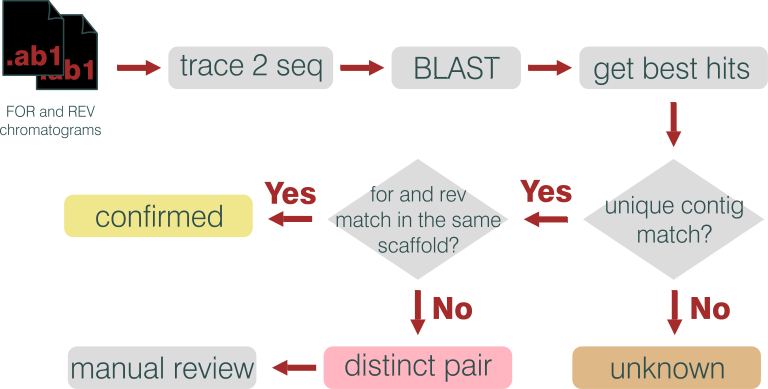 .ab1
.ab1
FOR and REV
chromatograms
trace 2 seq
BLAST
get best hits
unique contig
match?
Yes
No
for and rev
match in the same
scaffold?
Yes
No
confirmed
unknown
distinct pair
manual review